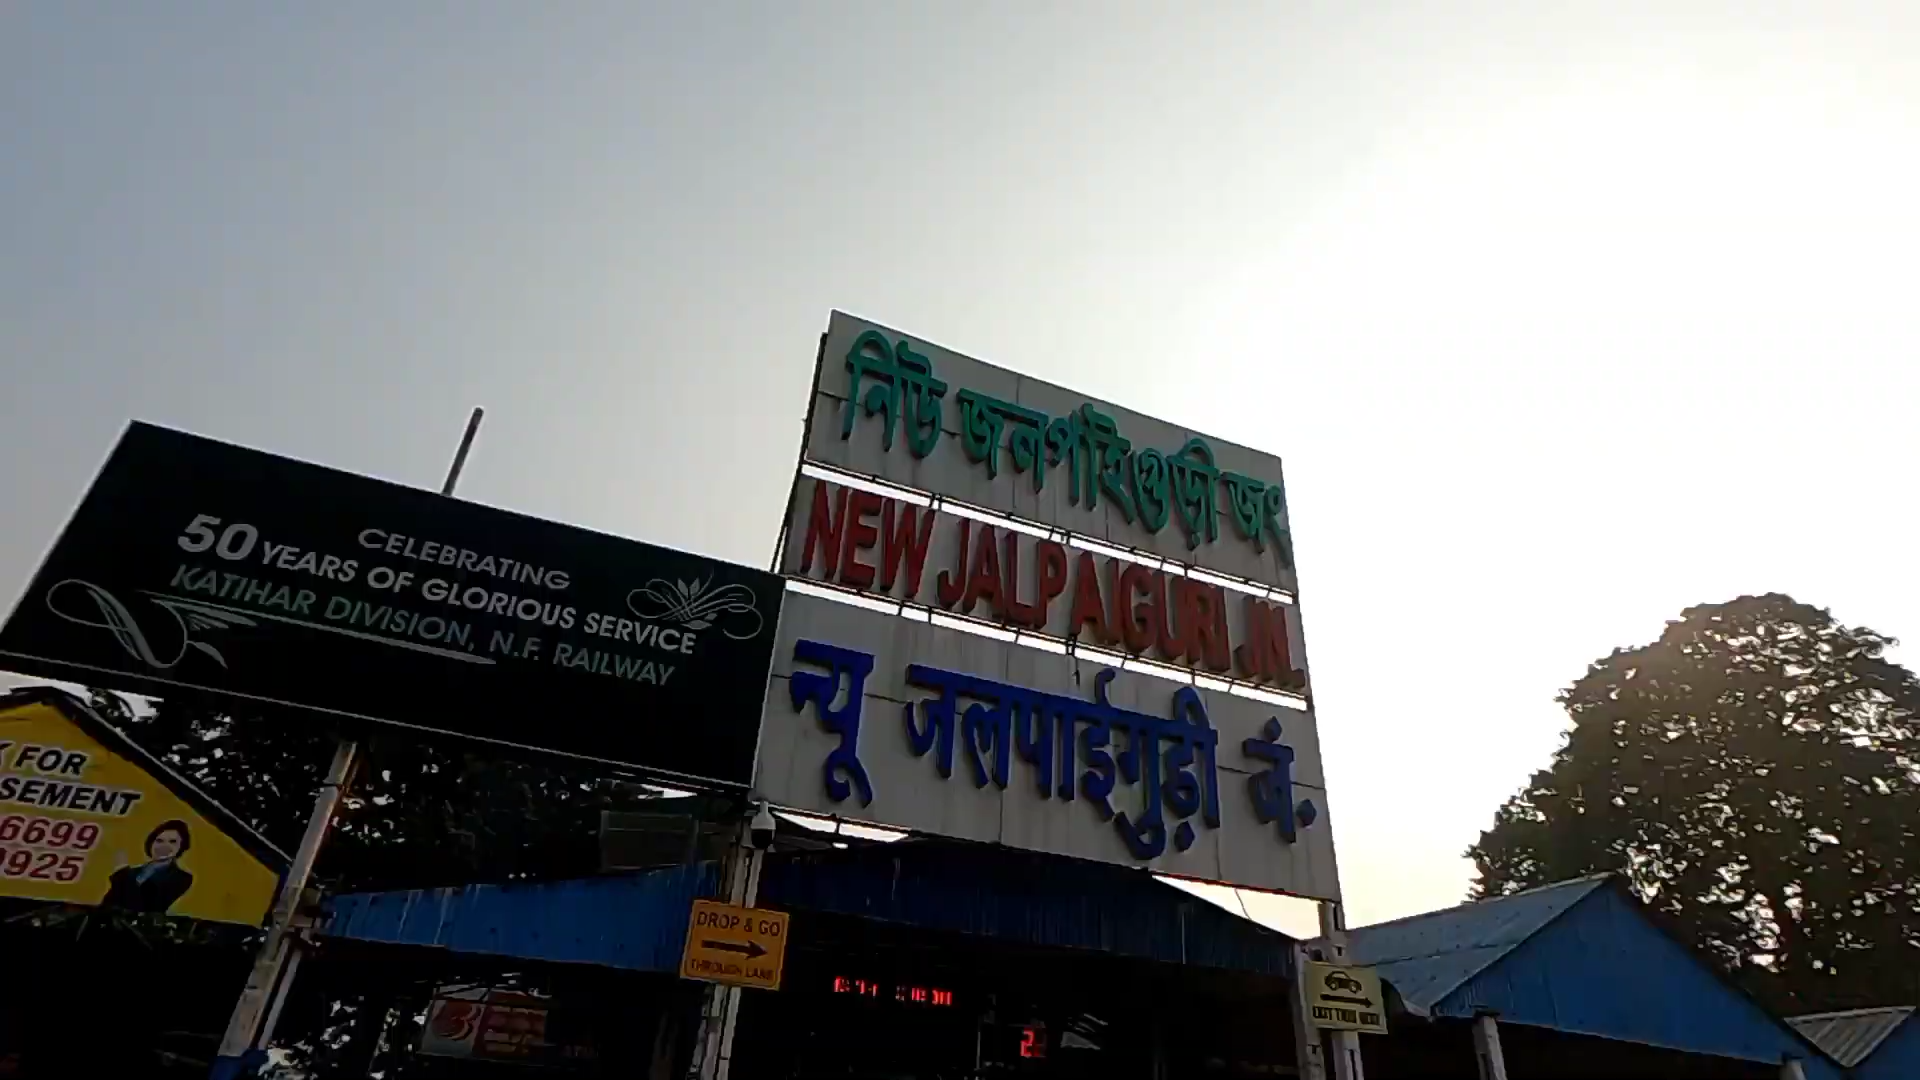 নিউ জলপাইগুড়ী জং
NEW JALPAIGURI JN.
न्यू जलपाईगुड़ी जं.
CELEBRATING
50 YEARS OF GLORIOUS SERVICE
KATIHAR DIVISION, N.F. RAILWAY
FOR
SEMENT
6699
925
DROP & GO
THROUGH LANE